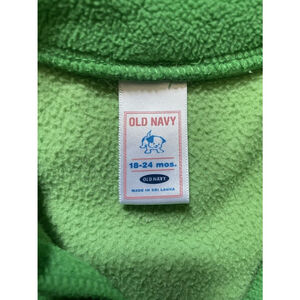 OLD NAVY
18-24 mos.
OLD NAVY
MADE IN SRI LANKA